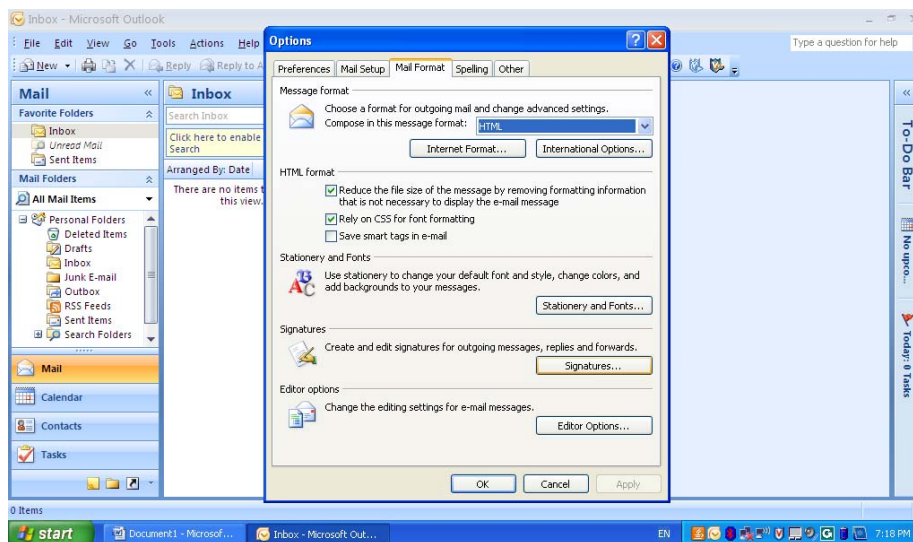 Inbox - Microsoft Outlook
File Edit View Go Tools Actions Help
Type a question for help
New Reply Reply to A
Mail
Favorite Folders
Inbox
Unread Mail
Sent Items
Mail Folders
All Mail Items
Personal Folders
Deleted Items
Drafts
Inbox
Junk E-mail
Outbox
RSS Feeds
Sent Items
Search Folders
Mail
Calendar
Contacts
Tasks
Inbox
Search Inbox
Click here to enable
Search
Arranged By: Date
There are no items t
this view.
Options
Preferences Mail Setup Mail Format Spelling Other
Message format
Choose a format for outgoing mail and change advanced settings.
Compose in this message format: HTML
Internet Format... International Options...
HTML format
Reduce the file size of the message by removing formatting information
that is not necessary to display the e-mail message
Rely on CSS for font formatting
Save smart tags in e-mail
Stationery and Fonts
Use stationery to change your default font and style, change colors, and
add backgrounds to your messages.
Stationery and Fonts...
Signatures
Create and edit signatures for outgoing messages, replies and forwards.
Signatures...
Editor options
Change the editing settings for e-mail messages.
Editor Options...
OK Cancel Apply
To-Do Bar
No upco...
Today: 0 Tasks
0 Items
start Document1 - Microsof... Inbox - Microsoft Out... EN 7:18 PM